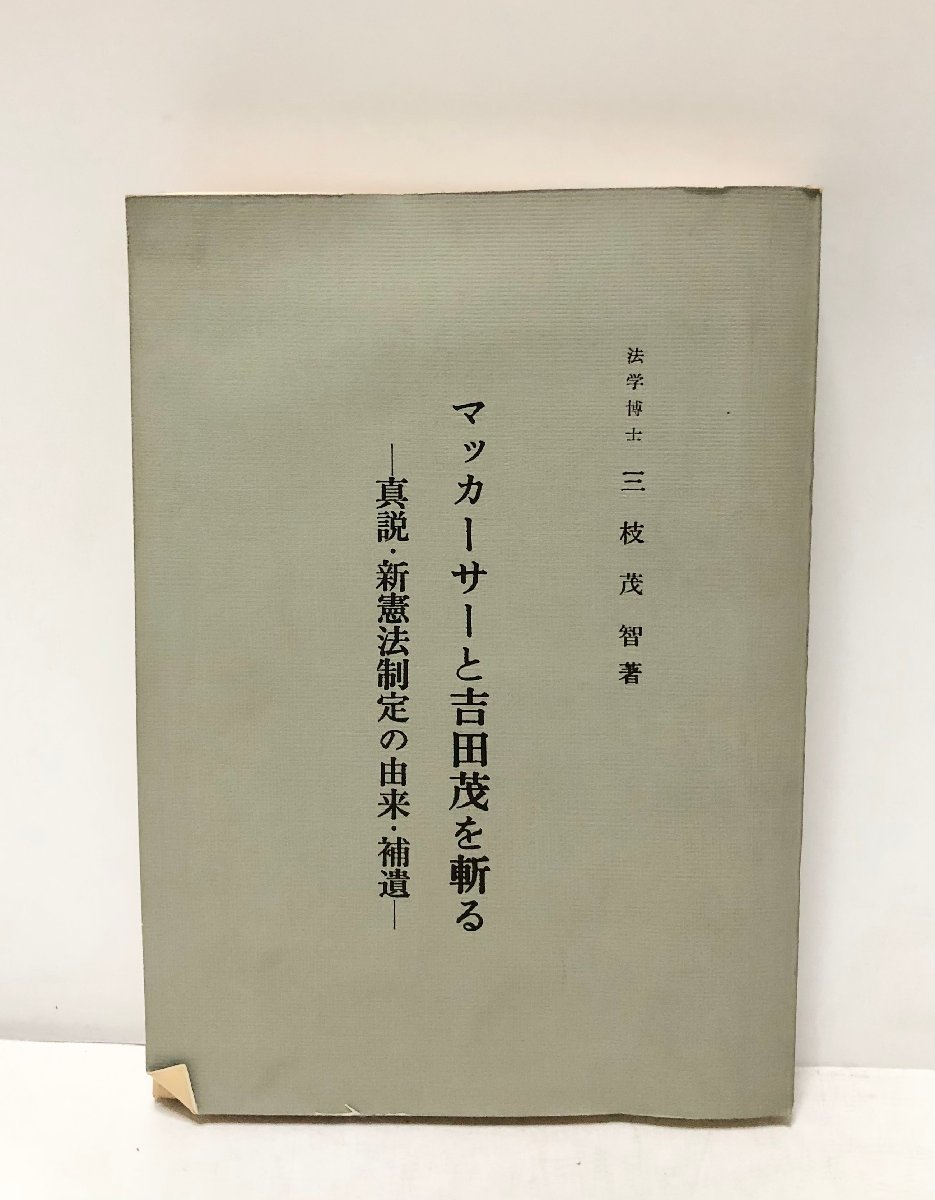 法学博士 三枝茂智著
マッカーサーと吉田茂を斬る
―真説・新憲法制定の由来・補遺―